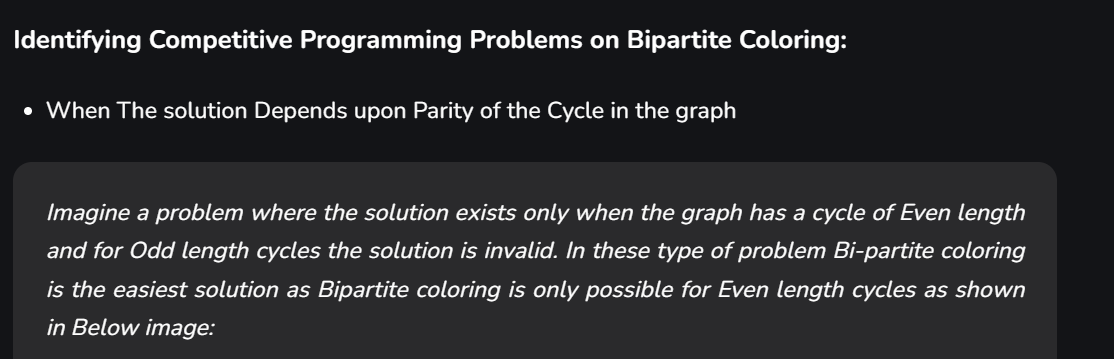 Identifying Competitive Programming Problems on Bipartite Coloring:
• When The solution Depends upon Parity of the Cycle in the graph
Imagine a problem where the solution exists only when the graph has a cycle of Even length
and for Odd length cycles the solution is invalid. In these type of problem Bi-partite coloring
is the easiest solution as Bipartite coloring is only possible for Even length cycles as shown
in Below image: